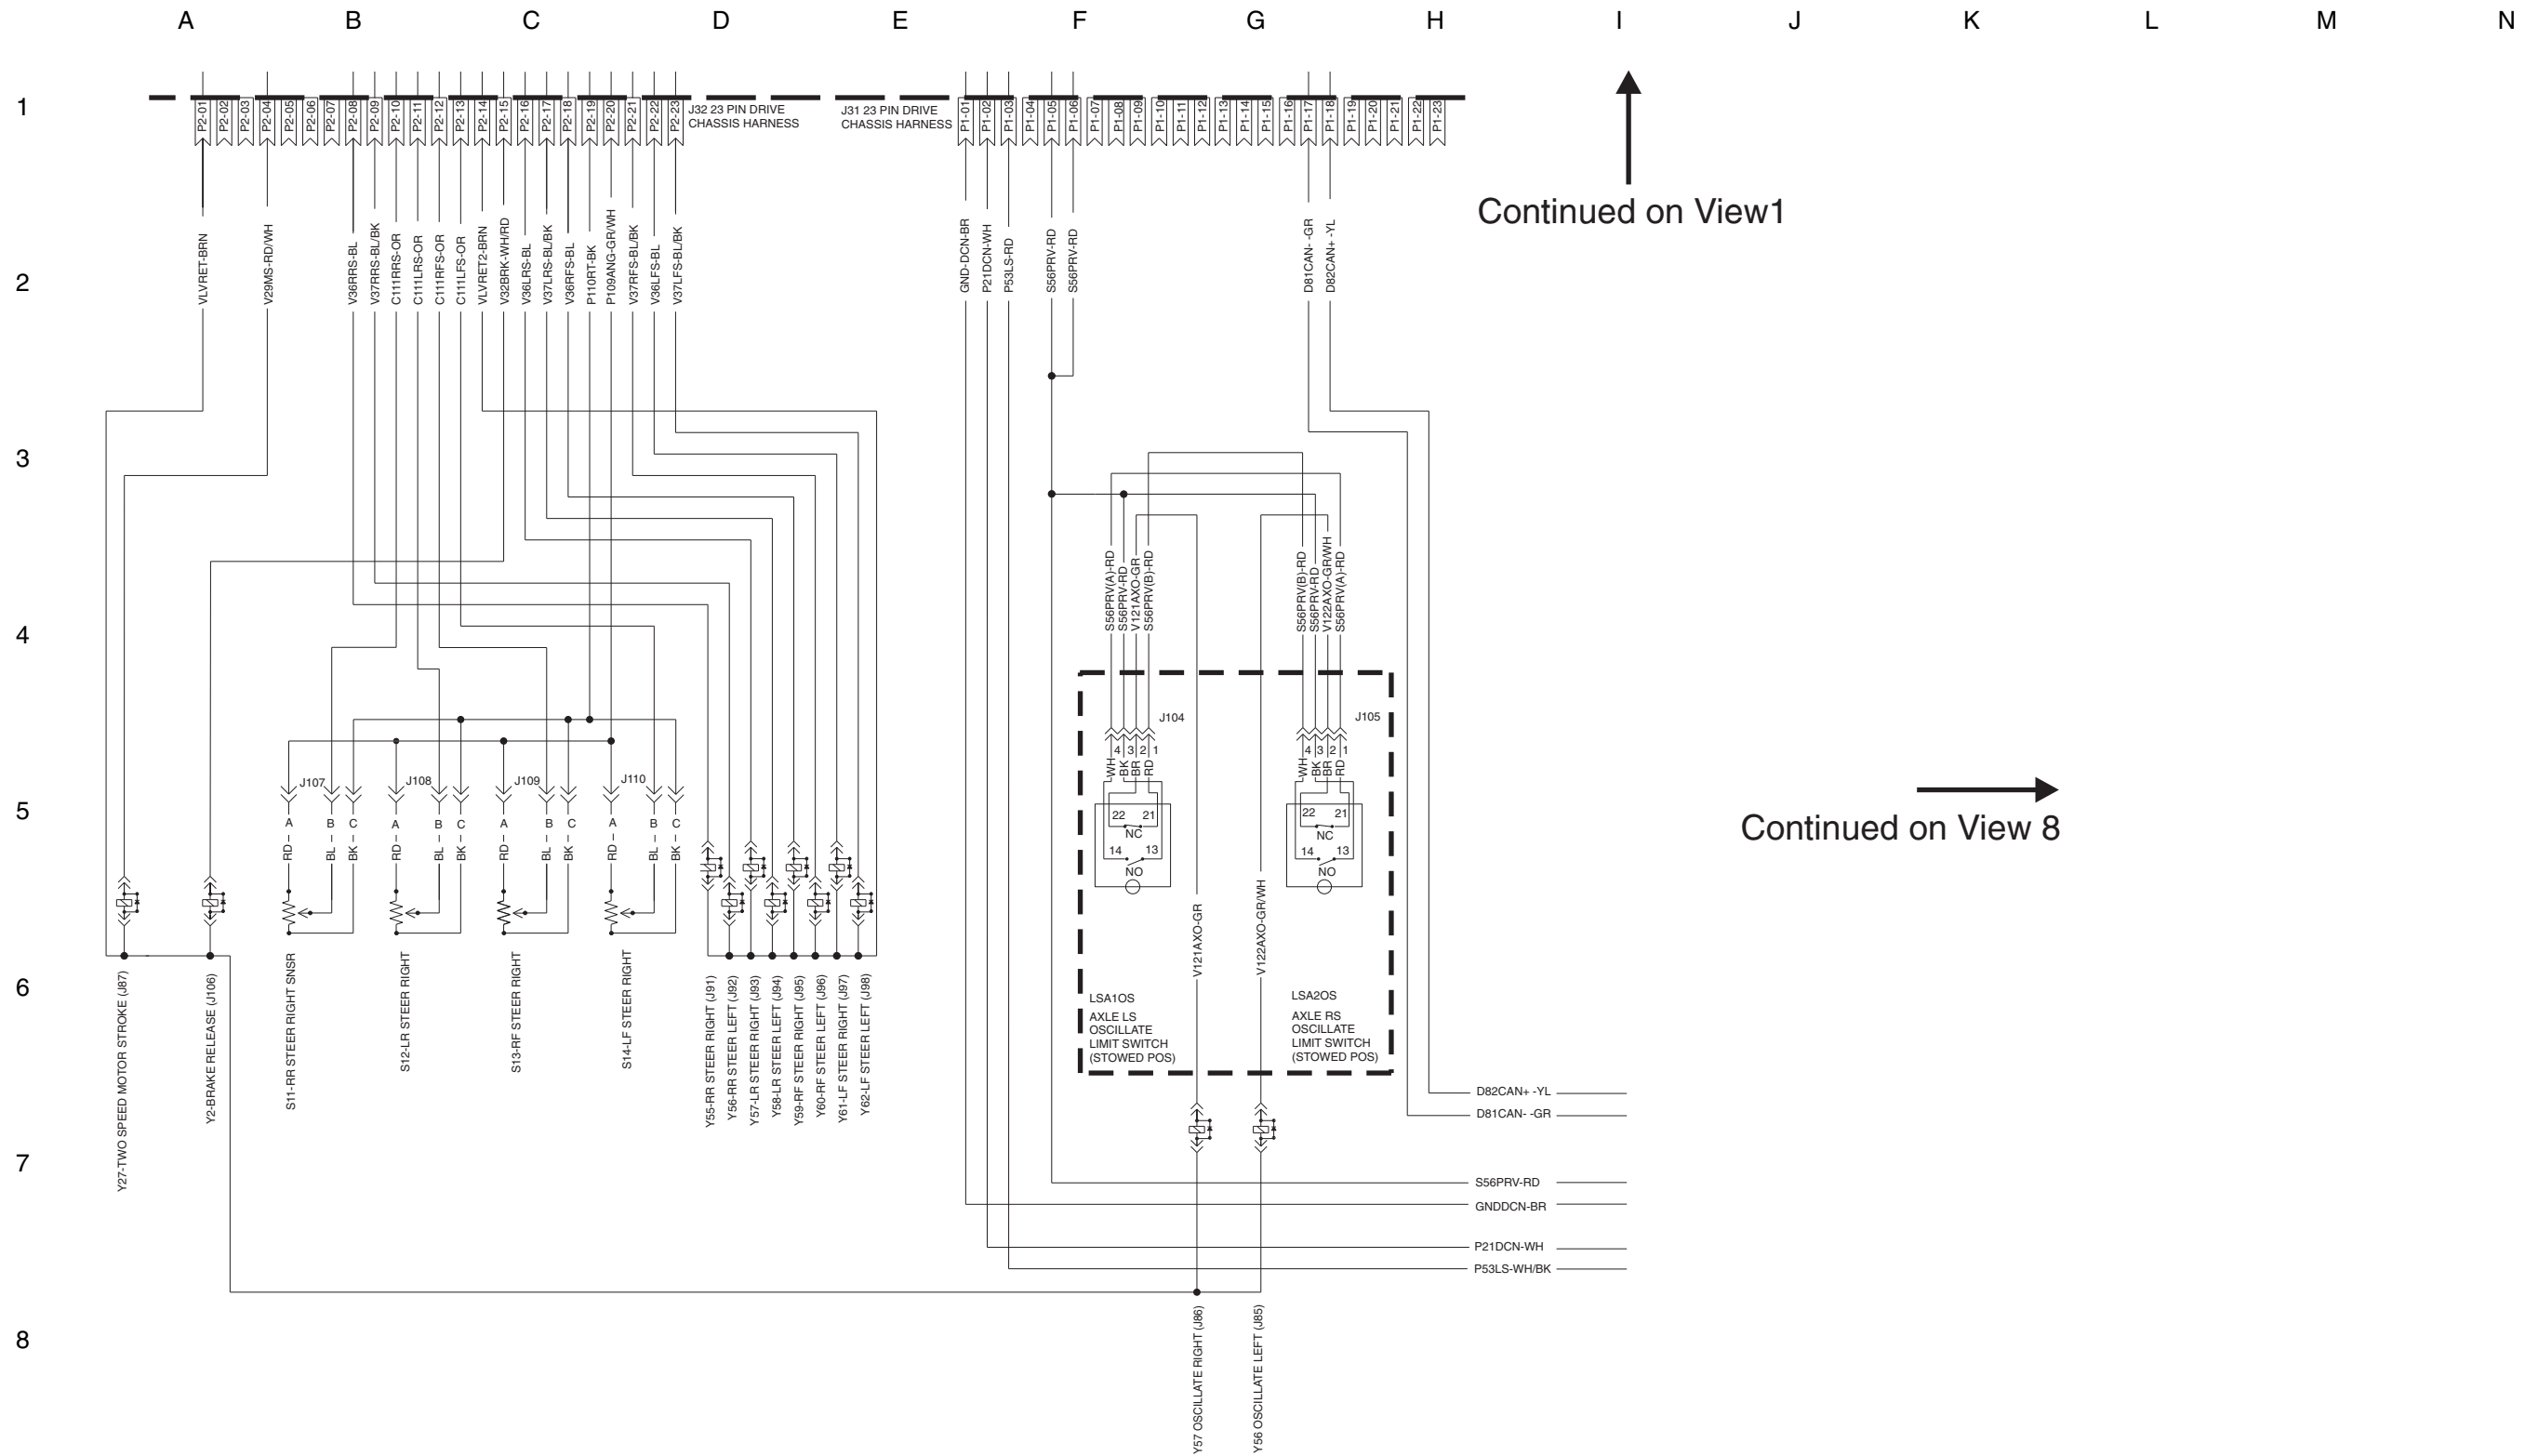 A B C D E F G H I J K L M N
1
2
3
4
5
6
7
8
P2-01
P2-02
P2-03
P2-04
P2-05
P2-06
P2-07
P2-08
P2-09
P2-10
P2-11
P2-12
P2-13
P2-14
P2-15
P2-16
P2-17
P2-18
P2-19
P2-20
P2-21
P2-22
P2-23
J32 23 PIN DRIVE
CHASSIS HARNESS
J31 23 PIN DRIVE
CHASSIS HARNESS
P1-01
P1-02
P1-03
P1-04
P1-05
P1-06
P1-07
P1-08
P1-09
P1-10
P1-11
P1-12
P1-13
P1-14
P1-15
P1-16
P1-17
P1-18
P1-19
P1-20
P1-21
P1-22
P1-23
Continued on View1
VLVRET-BRN
V29MS-RD/WH
V36RRS-BL
V37RRS-BL/BK
C111RRS-OR
C111LRS-OR
C111RFS-OR
C111LFS-OR
VLVRET2-BRN
V32BRK-WH/RD
V36LRS-BL
V37LRS-BL/BK
V36RFS-BL
P110RT-BK
P109ANG-GR/WH
V37RFS-BL/BK
V36LFS-BL
V37LFS-BL/BK
GND-DCN-BR
P21DCN-WH
P53LS-RD
S56PRV-RD
S56PRV-RD
D81CAN- -GR
D82CAN+ -YL
S56PRV(A)-RD
S56PRV-RD
V121AXO-GR
S56PRV(B)-RD
S56PRV(B)-RD
S56PRV-RD
V122AXO-GR/WH
S56PRV(A)-RD
J104
J105
4 3 2 1
4 3 2 1
WH
BK
BR
RD
WH
BK
BR
RD
22 21
NC
14 13
NO
22 21
NC
14 13
NO
J107
J108
J109
J110
A B C
A B C
A B C
A B C
RD
BL
BK
RD
BL
BK
RD
BL
BK
RD
BL
BK
Continued on View 8
V121AXO-GR
V122AXO-GR/WH
Y27-TWO SPEED MOTOR STROKE (J87)
Y2-BRAKE RELEASE (J106)
S11-RR STEER RIGHT SNSR
S12-LR STEER RIGHT
S13-RF STEER RIGHT
S14-LF STEER RIGHT
Y55-RR STEER RIGHT (J91)
Y56-RR STEER LEFT (J92)
Y57-LR STEER RIGHT (J93)
Y58-LR STEER LEFT (J94)
Y59-RF STEER RIGHT (J95)
Y60-RF STEER LEFT (J96)
Y61-LF STEER RIGHT (J97)
Y62-LF STEER LEFT (J98)
LSA1OS
AXLE LS
OSCILLATE
LIMIT SWITCH
(STOWED POS)
LSA2OS
AXLE RS
OSCILLATE
LIMIT SWITCH
(STOWED POS)
D82CAN+ -YL
D81CAN- -GR
S56PRV-RD
GNDDCN-BR
P21DCN-WH
P53LS-WH/BK
Y57 OSCILLATE RIGHT (J86)
Y56 OSCILLATE LEFT (J85)